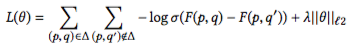 L(θ) = ∑ ∑ −log σ(F(p, q) − F(p, q′)) + λ||θ||ℓ2
(p, q)∈Δ (p, q′)∉Δ